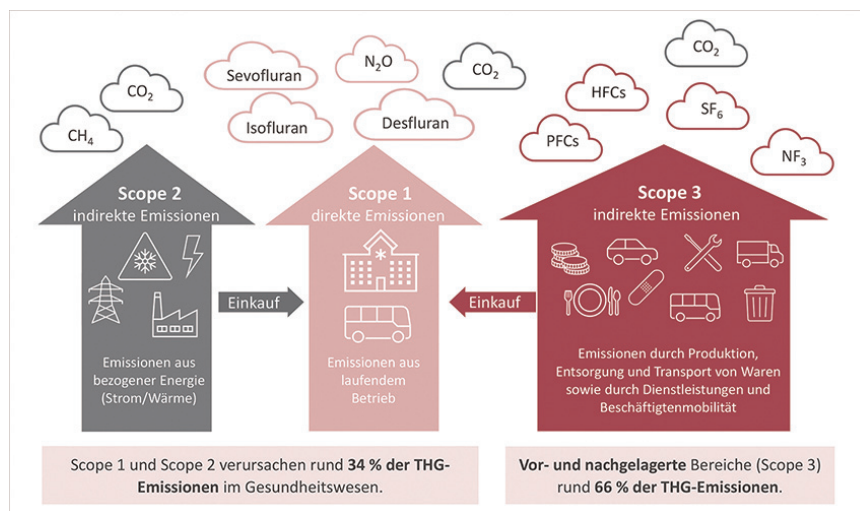 CH₄
CO₂
Sevofluran
Isofluran
N₂O
Desfluran
CO₂
HFCs
PFCs
CO₂
SF₆
NF₃
Scope 2
indirekte Emissionen
Emissionen aus
bezogener Energie
(Strom/Wärme)
Einkauf
Scope 1
direkte Emissionen
Emissionen aus
laufendem
Betrieb
Einkauf
Scope 3
indirekte Emissionen
Emissionen durch Produktion,
Entsorgung und Transport von Waren
sowie durch Dienstleistungen und
Beschäftigtenmobilität
Scope 1 und Scope 2 verursachen rund 34 % der THG-
Emissionen im Gesundheitswesen.
Vor- und nachgelagerte Bereiche (Scope 3)
rund 66 % der THG-Emissionen.